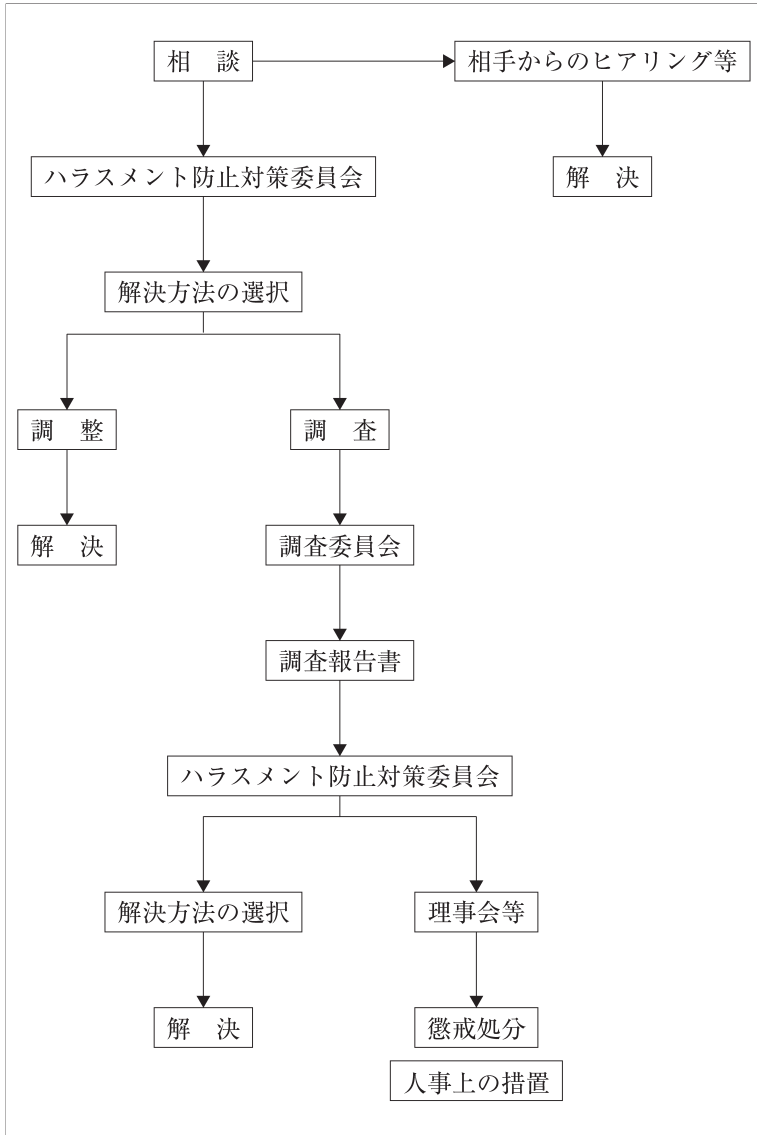 相　談
相手からのヒアリング等
ハラスメント防止対策委員会
解　決
解決方法の選択
調　整
調　査
解　決
調査委員会
調査報告書
ハラスメント防止対策委員会
解決方法の選択
理事会等
解　決
懲戒処分
人事上の措置